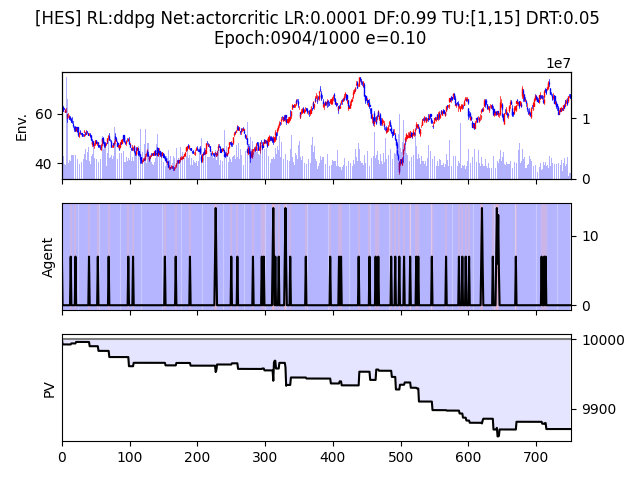 [HES] RL:ddpg Net:actorcritic LR:0.0001 DF:0.99 TU:[1,15] DRT:0.05
Epoch:0904/1000 e=0.10
1e7
Env.
60
40
1
0
Agent
10
0
PV
10000
9900
0 100 200 300 400 500 600 700